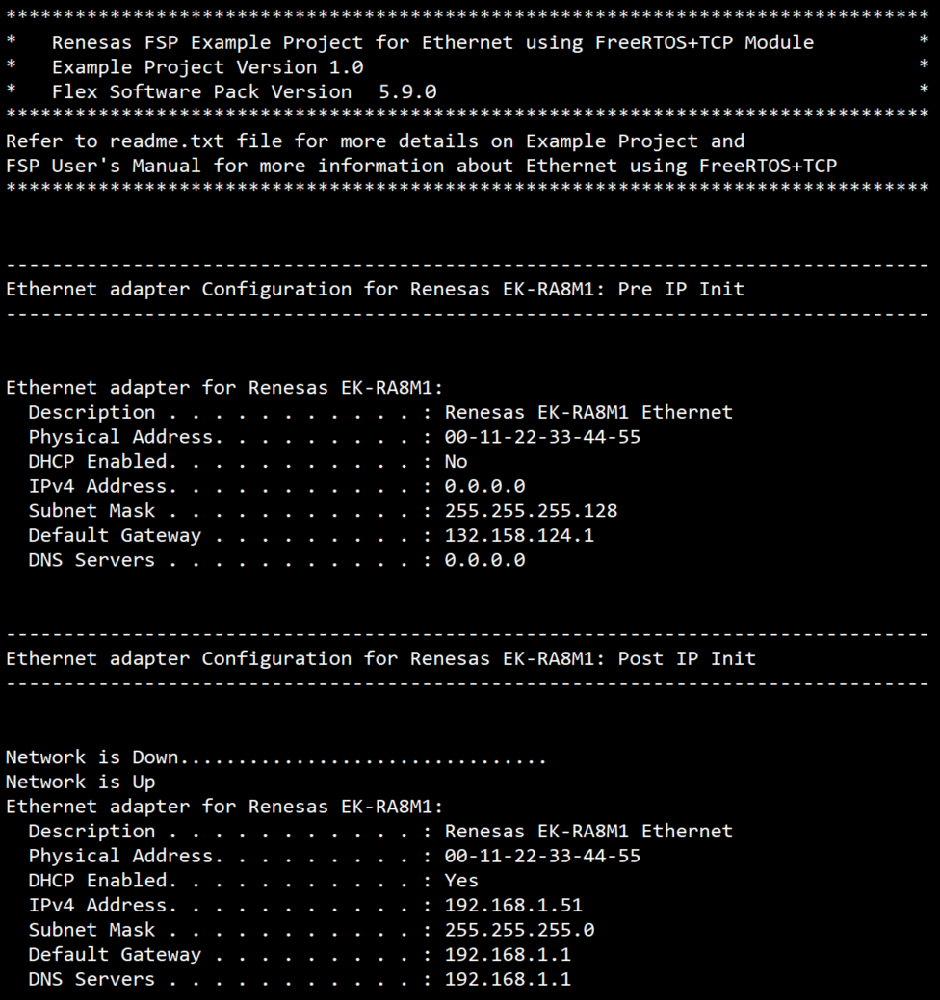 ********************************************************************************
*   Renesas FSP Example Project for Ethernet using FreeRTOS+TCP Module         *
*   Example Project Version 1.0                                                *
*   Flex Software Pack Version  5.9.0                                          *
********************************************************************************
Refer to readme.txt file for more details on Example Project and
FSP User's Manual for more information about Ethernet using FreeRTOS+TCP
********************************************************************************
--------------------------------------------------------------------------------
Ethernet adapter Configuration for Renesas EK-RA8M1: Pre IP Init
--------------------------------------------------------------------------------
Ethernet adapter for Renesas EK-RA8M1:
  Description . . . . . . . . . . . : Renesas EK-RA8M1 Ethernet
  Physical Address. . . . . . . . . : 00-11-22-33-44-55
  DHCP Enabled. . . . . . . . . . . : No
  IPv4 Address. . . . . . . . . . . : 0.0.0.0
  Subnet Mask . . . . . . . . . . . : 255.255.255.128
  Default Gateway . . . . . . . . . : 132.158.124.1
  DNS Servers . . . . . . . . . . . : 0.0.0.0
--------------------------------------------------------------------------------
Ethernet adapter Configuration for Renesas EK-RA8M1: Post IP Init
--------------------------------------------------------------------------------
Network is Down................................
Network is Up
Ethernet adapter for Renesas EK-RA8M1:
  Description . . . . . . . . . . . : Renesas EK-RA8M1 Ethernet
  Physical Address. . . . . . . . . : 00-11-22-33-44-55
  DHCP Enabled. . . . . . . . . . . : Yes
  IPv4 Address. . . . . . . . . . . : 192.168.1.51
  Subnet Mask . . . . . . . . . . . : 255.255.255.0
  Default Gateway . . . . . . . . . : 192.168.1.1
  DNS Servers . . . . . . . . . . . : 192.168.1.1